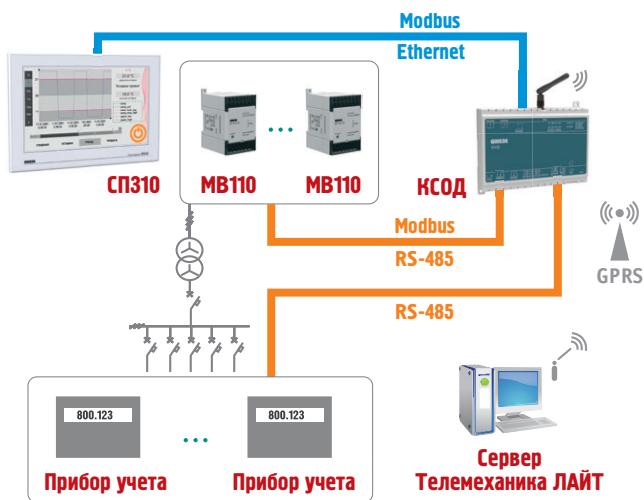 Modbus
Ethernet
СП310
МВ110
МВ110
КСОД
Modbus
RS-485
GPRS
RS-485
800.123
800.123
Прибор учета
Прибор учета
Сервер
Телемеханика ЛАЙТ